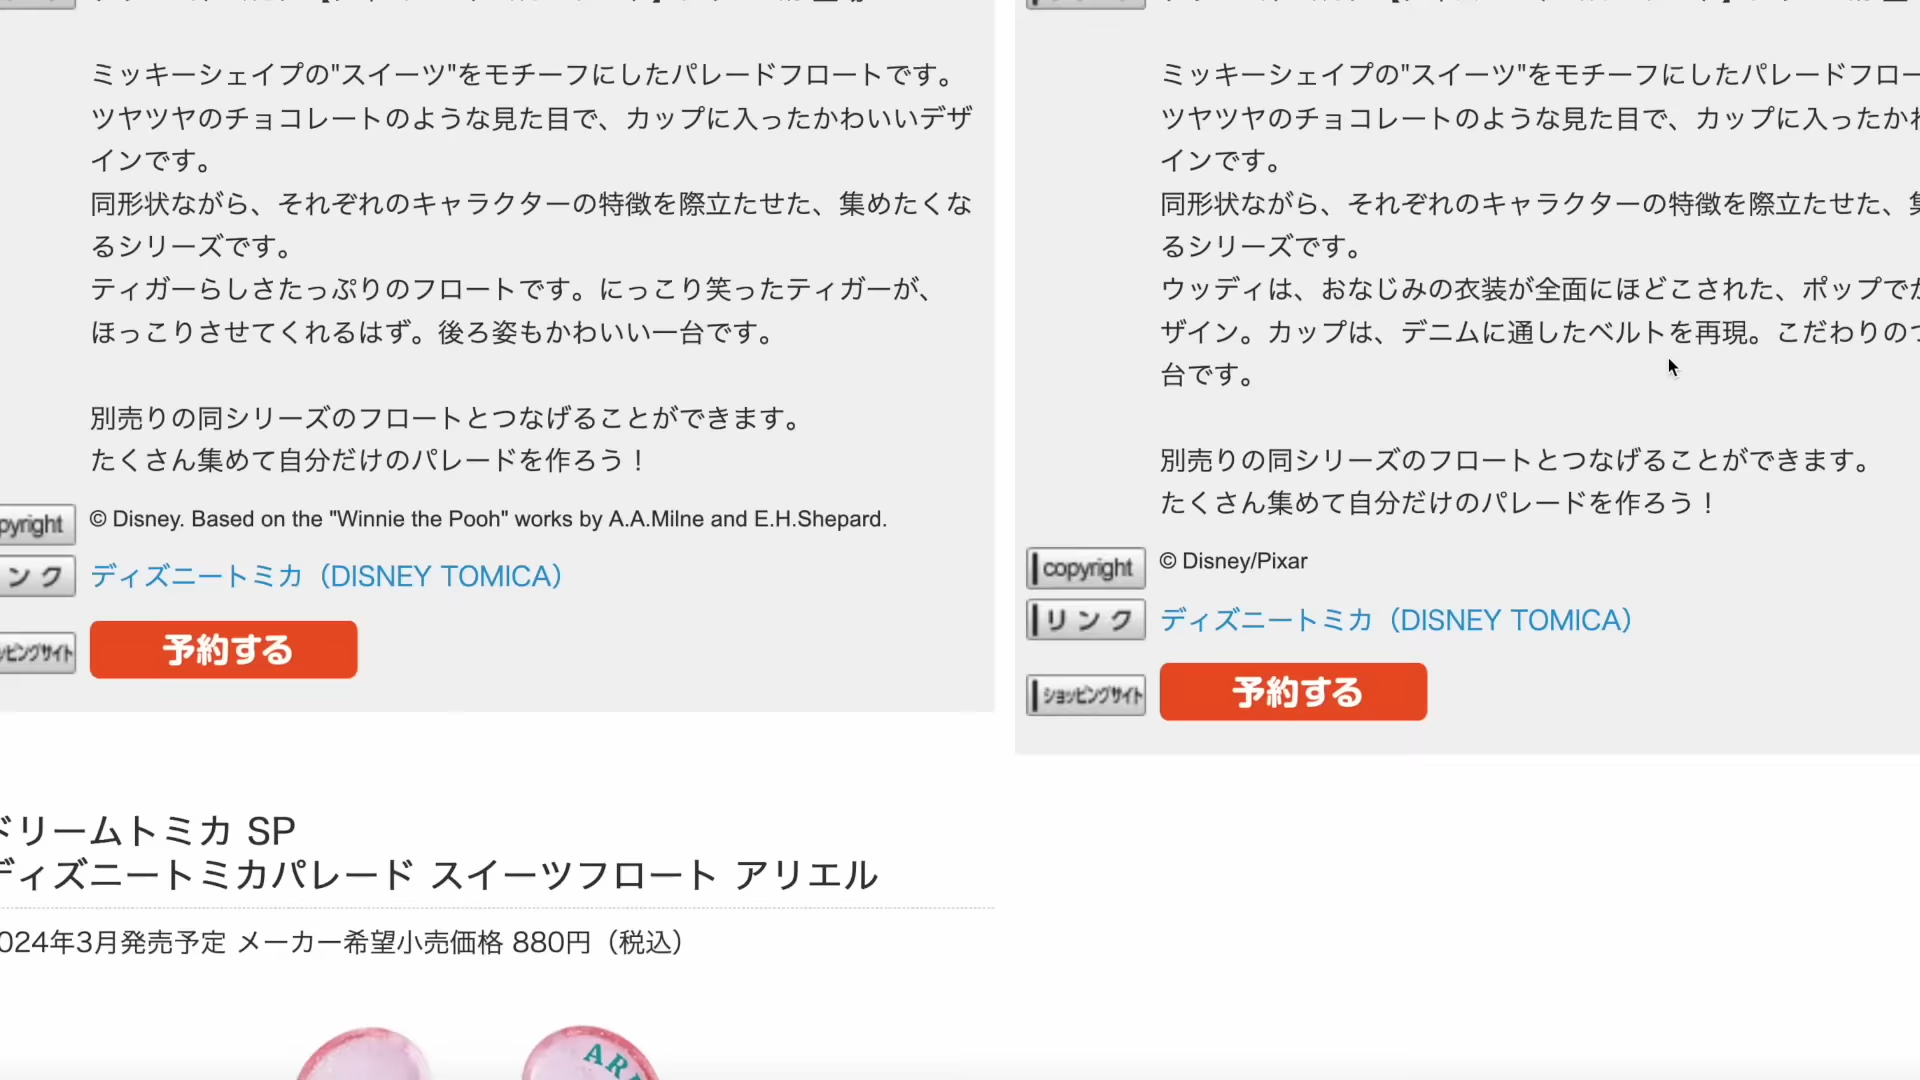 ミッキーシェイプの"スイーツ"をモチーフにしたパレードフロートです。
ツヤツヤのチョコレートのような見た目で、カップに入ったかわいいデザ
インです。
同形状ながら、それぞれのキャラクターの特徴を際立たせた、集めたくな
るシリーズです。
ティガーらしさたっぷりのフロートです。にっこり笑ったティガーが、
ほっこりさせてくれるはず。後ろ姿もかわいい一台です。
別売りの同シリーズのフロートとつなげることができます。
たくさん集めて自分だけのパレードを作ろう！
pyright
© Disney. Based on the "Winnie the Pooh" works by A.A.Milne and E.H.Shepard.
ンク
ディズニートミカ（DISNEY TOMICA）
ッピングサイト
予約する
ミッキーシェイプの"スイーツ"をモチーフにしたパレードフロー
ツヤツヤのチョコレートのような見た目で、カップに入ったかわ
インです。
同形状ながら、それぞれのキャラクターの特徴を際立たせた、集
るシリーズです。
ウッディは、おなじみの衣装が全面にほどこされた、ポップでか
ザイン。カップは、デニムに通したベルトを再現。こだわりのつ
台です。
別売りの同シリーズのフロートとつなげることができます。
たくさん集めて自分だけのパレードを作ろう！
copyright
© Disney/Pixar
リンク
ディズニートミカ（DISNEY TOMICA）
ショッピングサイト
予約する
ドリームトミカ SP
ディズニートミカパレード スイーツフロート アリエル
024年3月発売予定 メーカー希望小売価格 880円（税込）
ARI